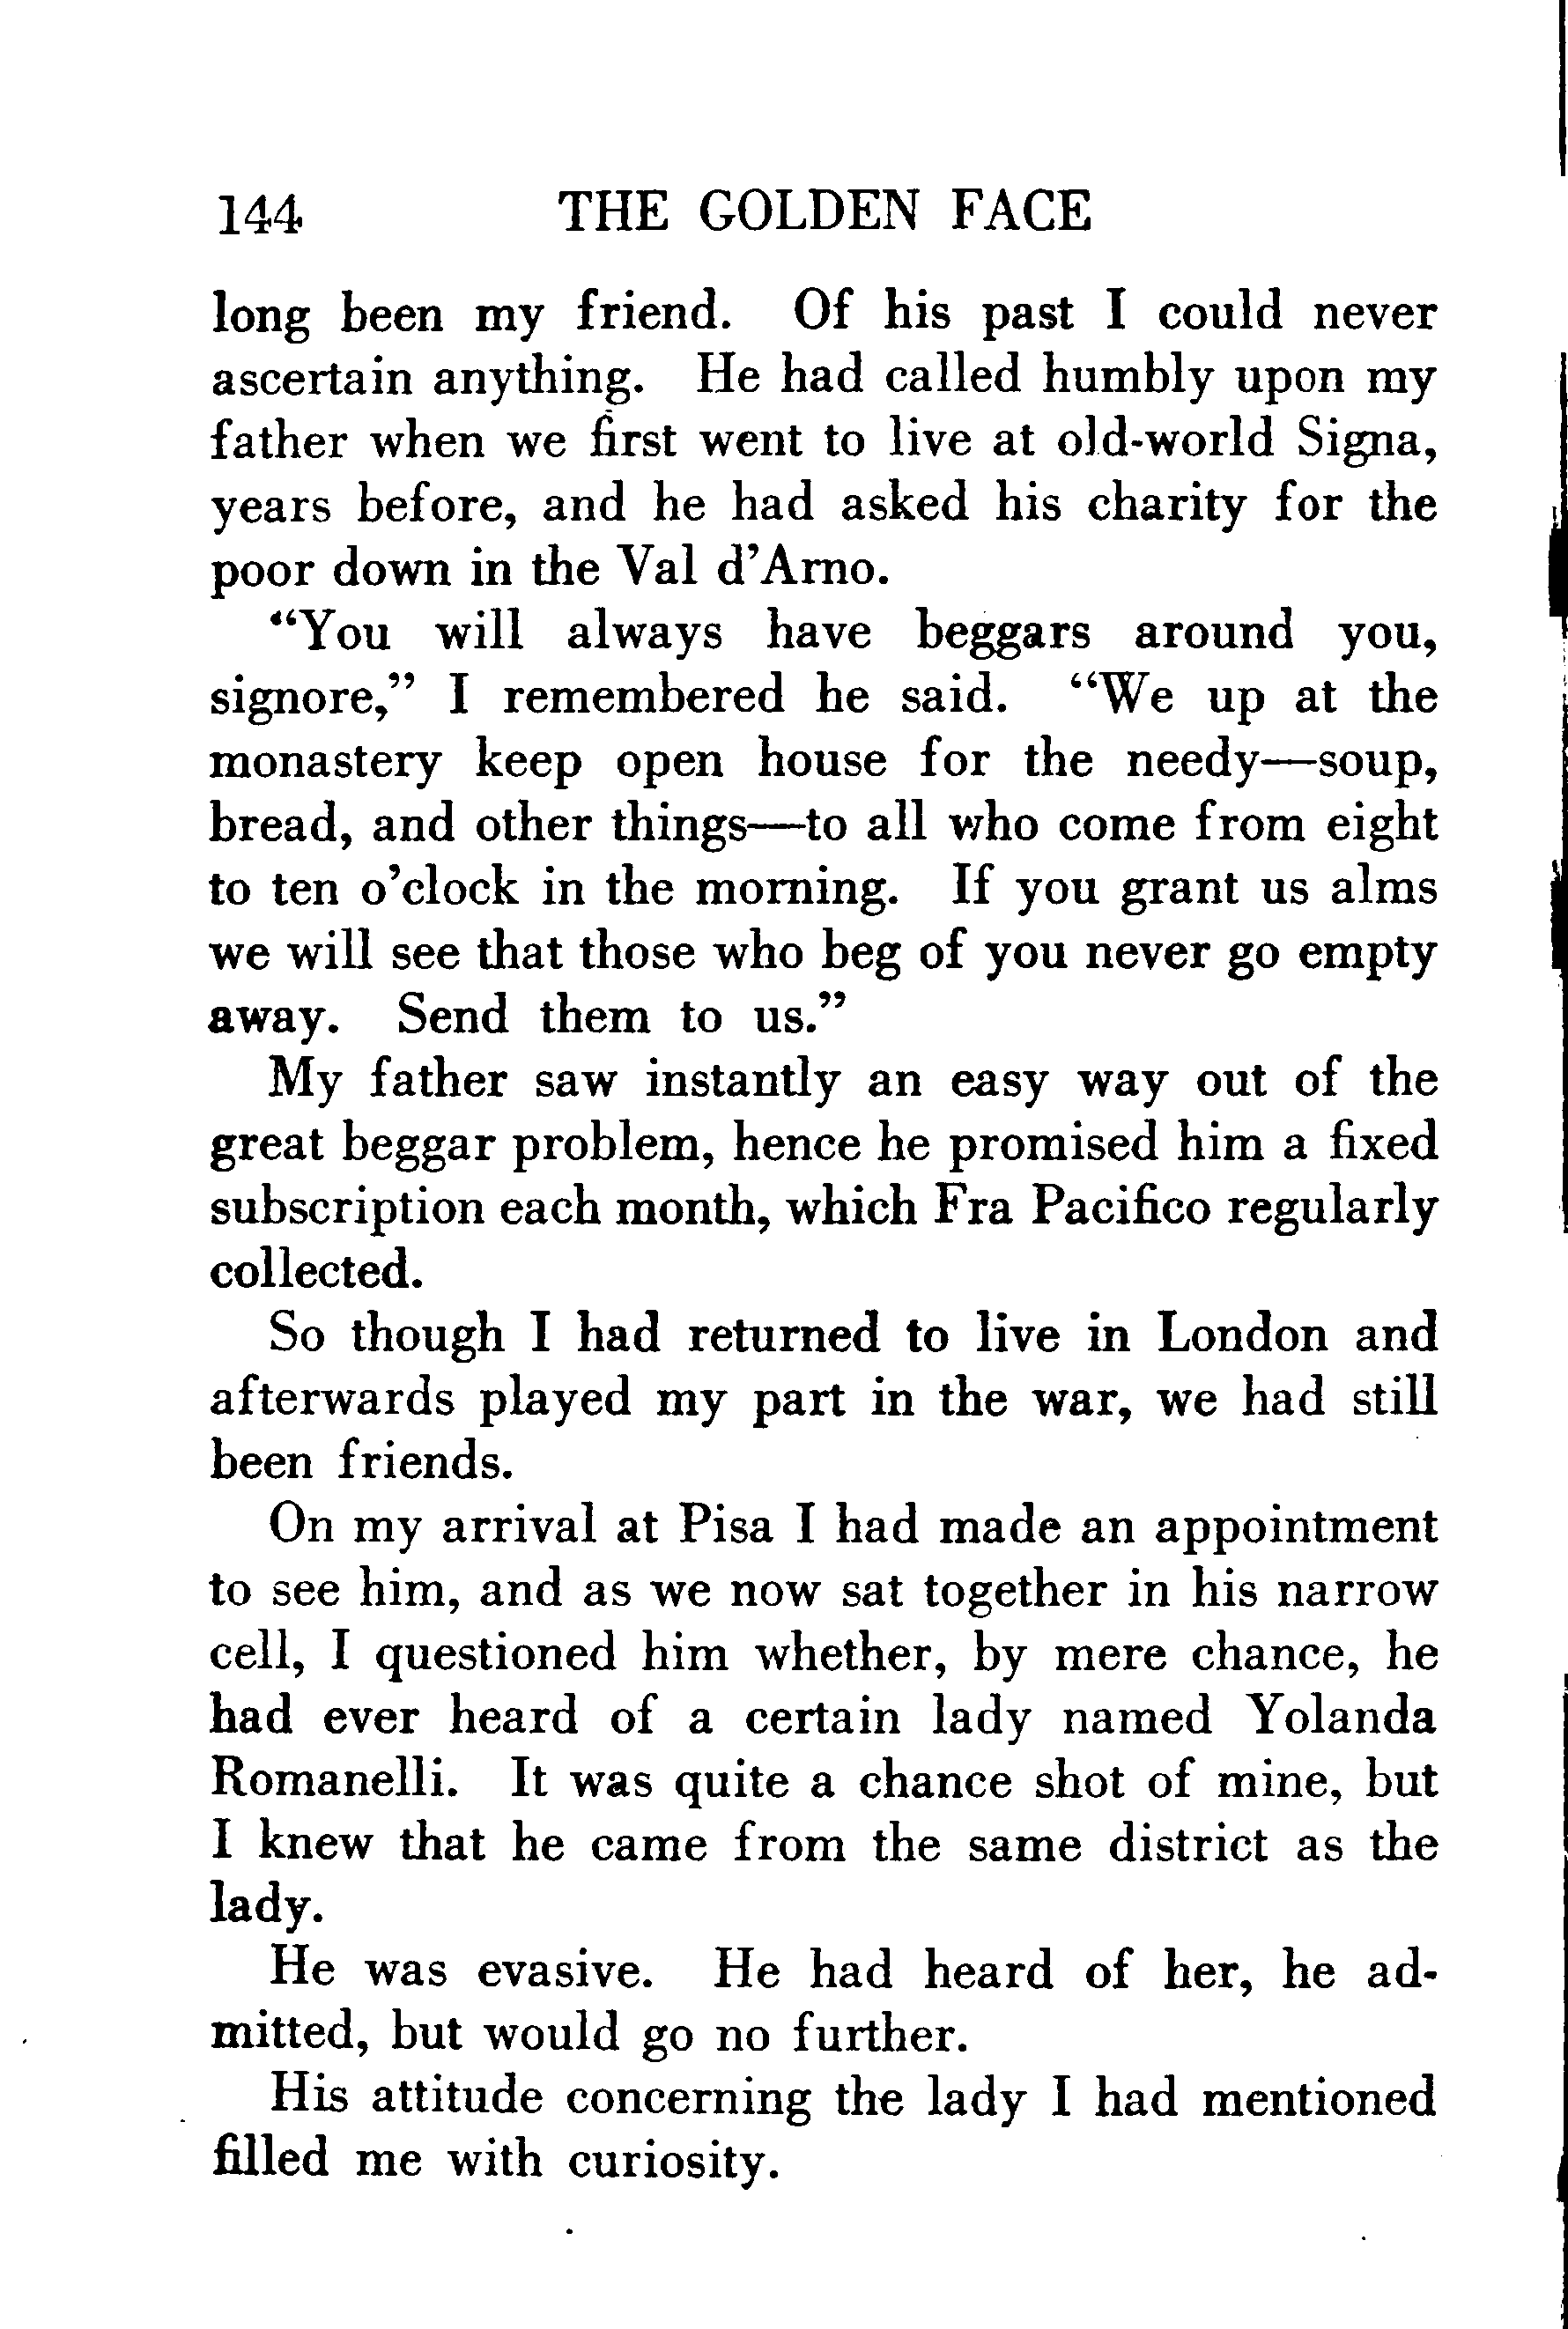 144 THE GOLDEN FACE
long been my friend. Of his past I could never
ascertain anything. He had called humbly upon my
father when we first went to live at old-world Signa,
years before, and he had asked his charity for the
poor down in the Val d'Arno.
"You will always have beggars around you,
signore," I remembered he said. "We up at the
monastery keep open house for the needy—soup,
bread, and other things—to all who come from eight
to ten o'clock in the morning. If you grant us alms
we will see that those who beg of you never go empty
away. Send them to us."
My father saw instantly an easy way out of the
great beggar problem, hence he promised him a fixed
subscription each month, which Fra Pacifico regularly
collected.
So though I had returned to live in London and
afterwards played my part in the war, we had still
been friends.
On my arrival at Pisa I had made an appointment
to see him, and as we now sat together in his narrow
cell, I questioned him whether, by mere chance, he
had ever heard of a certain lady named Yolanda
Romanelli. It was quite a chance shot of mine, but
I knew that he came from the same district as the
lady.
He was evasive. He had heard of her, he ad-
mitted, but would go no further.
His attitude concerning the lady I had mentioned
filled me with curiosity.